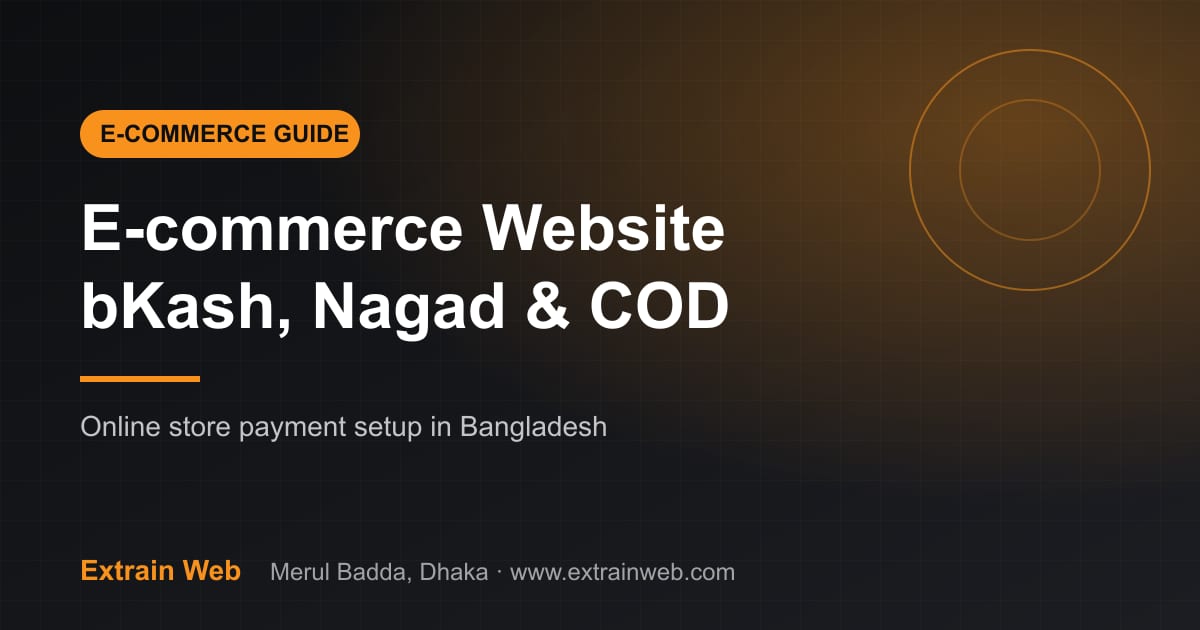 E-COMMERCE GUIDE
E-commerce Website
bKash, Nagad & COD
Online store payment setup in Bangladesh
Extrain Web Merul Badda, Dhaka · www.extrainweb.com